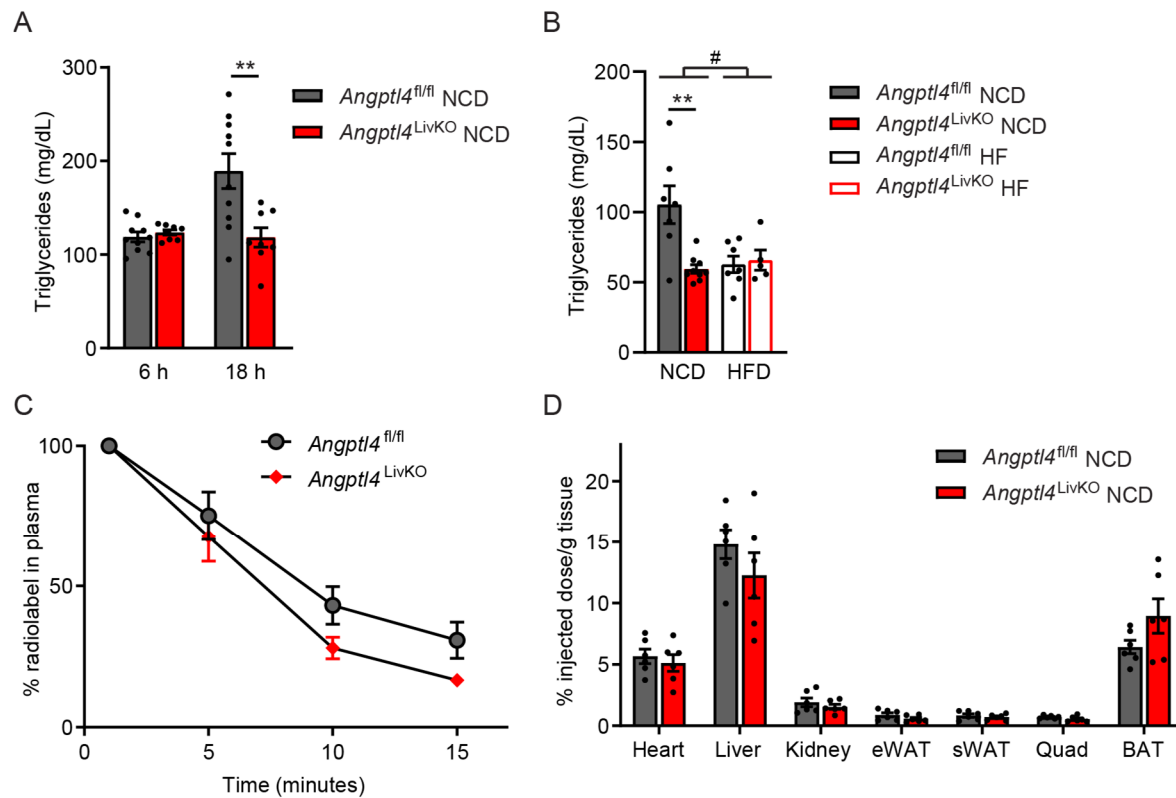 A
Triglycerides (mg/dL)
300
200
100
0
**
6 h
18 h
Angptl4fl/fl NCD
Angptl4LivKO NCD
B
Triglycerides (mg/dL)
200
150
100
50
0
#
**
NCD
HFD
Angptl4fl/fl NCD
Angptl4LivKO NCD
Angptl4fl/fl HF
Angptl4LivKO HF
C
% radiolabel in plasma
100
50
0
0
5
10
15
Time (minutes)
Angptl4fl/fl
Angptl4LivKO
D
% injected dose/g tissue
20
15
10
5
0
Heart
Liver
Kidney
eWAT
sWAT
Quad
BAT
Angptl4fl/fl NCD
Angptl4LivKO NCD